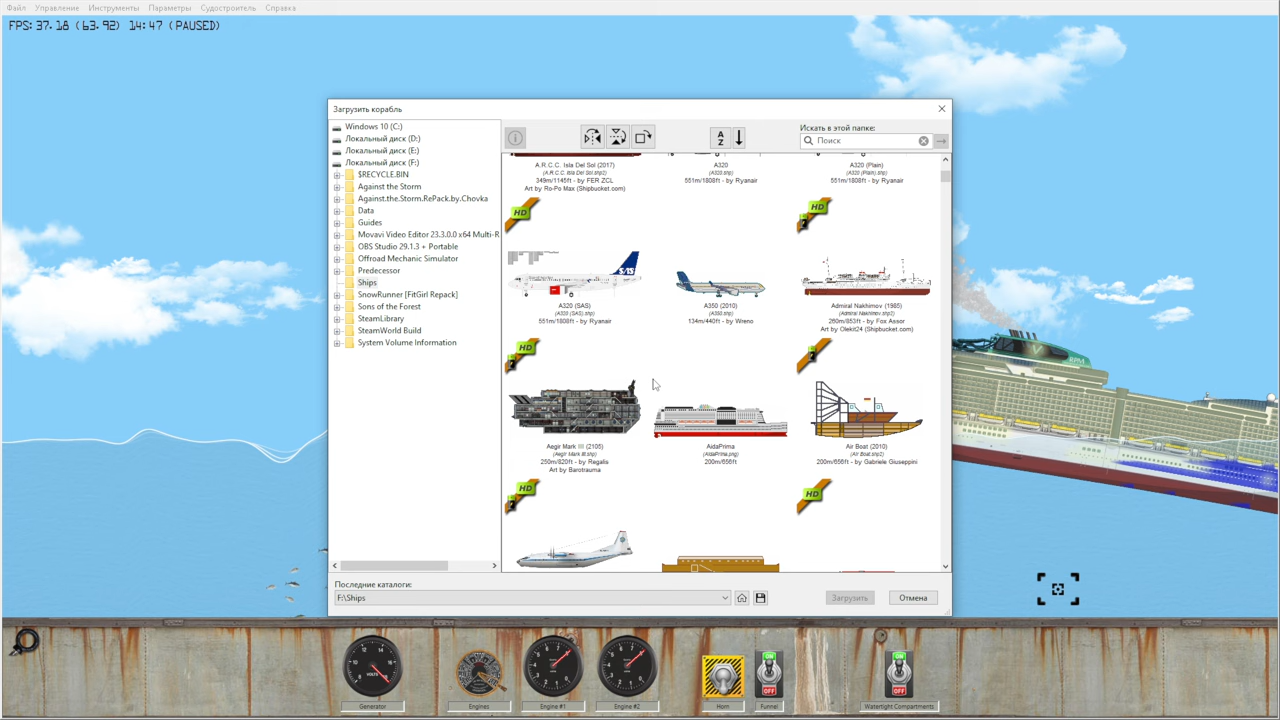 Файл Управление Инструменты Параметры Судостроитель Справка
FPS: 37.18 (63.92) 14:47 (PAUSED)
Загрузить корабль
Windows 10 (C:)
Локальный диск (D:)
Локальный диск (E:)
Локальный диск (F:)
$RECYCLE.BIN
Against the Storm
Against.the.Storm.RePack.by.Chovka
Data
Guides
Movavi Video Editor 23.3.0.0 x64 Multi-R
OBS Studio 29.1.3 + Portable
Offroad Mechanic Simulator
Predecessor
Ships
SnowRunner [FitGirl Repack]
Sons of the Forest
SteamLibrary
SteamWorld Build
System Volume Information
A
Z
Искать в этой папке:
Поиск
A.R.C.C. Isla Del Sol (2017)
(A.R.C.C. Isla Del Sol.shp2)
349m/1145ft - by FER ZCL
Art by Ro-Po Max (Shipbucket.com)
A320
(A320.shp)
551m/1808ft - by Ryanair
A320 (Plain)
(A320 (Plain).shp)
551m/1808ft - by Ryanair
HD
SAS
A320 (SAS)
(A320 (SAS).shp)
551m/1808ft - by Ryanair
A350 (2010)
(A350.shp)
134m/440ft - by Wreno
HD
?
Admiral Nakhimov (1985)
(Admiral Nakhimov.shp2)
260m/853ft - by Fox Assor
Art by Olekit24 (Shipbucket.com)
HD
?
Aegir Mark III (2105)
(Aegir Mark III.shp)
250m/820ft - by Regalis
Art by Barotrauma
AidaPrima
(AidaPrima.png)
200m/656ft
?
Air Boat (2010)
(Air Boat.shp2)
200m/656ft - by Gabriele Giuseppini
HD
?
HD
Последние каталоги:
F:\Ships
Загрузить
Отмена
RPM
VOLTS
Generator
Engines
Engine #1
Engine #2
Horn
ON
OFF
Funnel
ON
OFF
Watertight Compartments